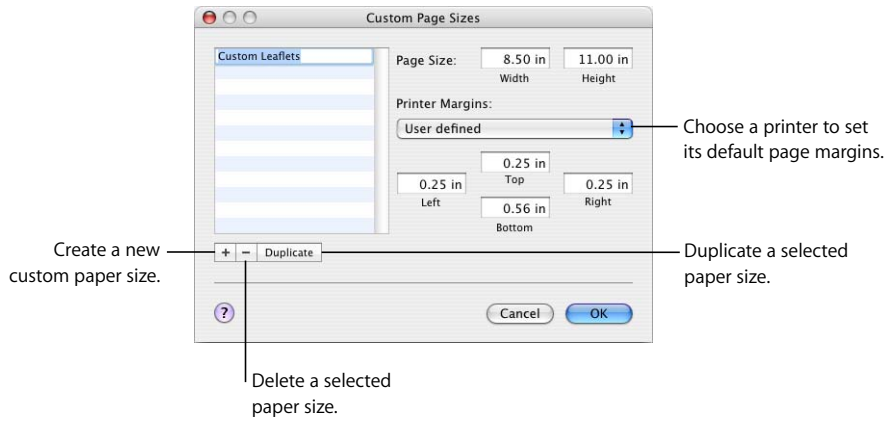 Custom Page Sizes
Custom Leaflets
Page Size:
8.50 in
11.00 in
Width
Height
Printer Margins:
User defined
Choose a printer to set
its default page margins.
0.25 in
Top
0.25 in
Left
0.25 in
Right
0.56 in
Bottom
Create a new
custom paper size.
+
−
Duplicate
Duplicate a selected
paper size.
?
Cancel
OK
Delete a selected
paper size.